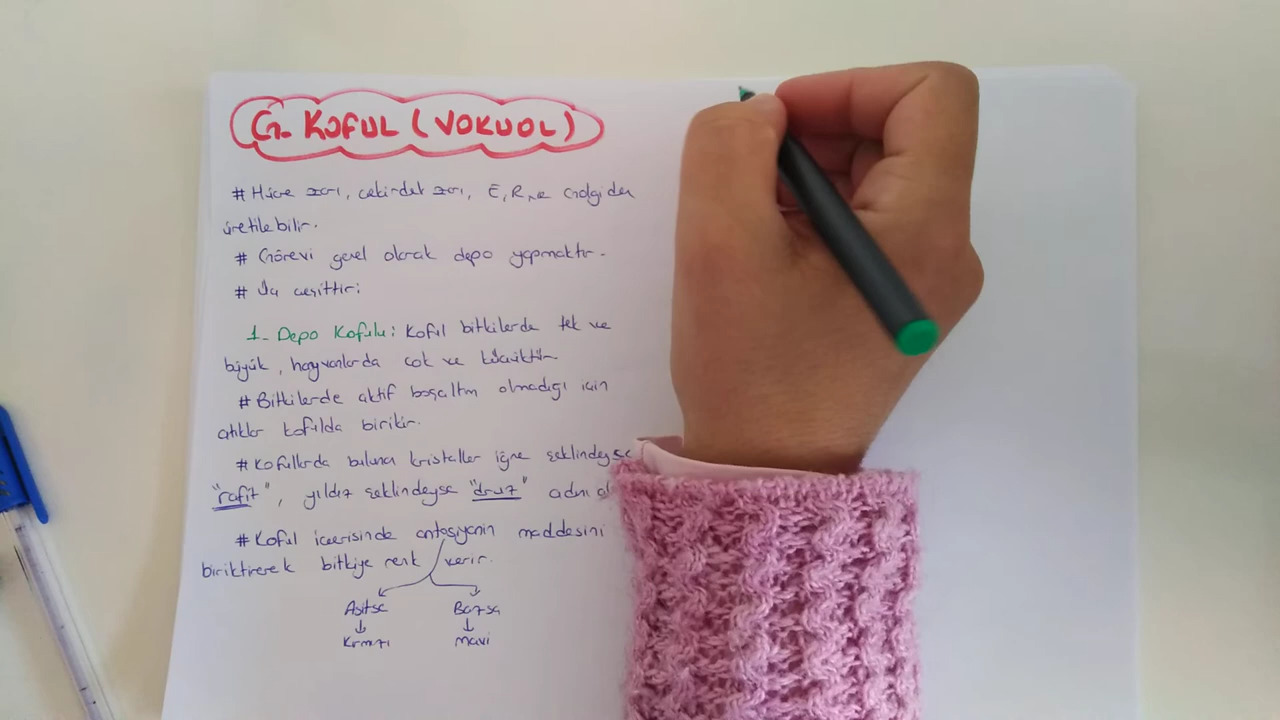 G. KOFUL (VOKUOL)
# Hücre zarı, çekirdek zarı, E,R, ve Golgiden
üretilebilir.
# Görevi genel olarak depo yapmaktır.
# Üç çeşittir;
1- Depo Kofulu: Koful bitkilerde tek ve
büyük, hayvanlarda çok ve küçüktür.
# Bitkilerde aktif boşaltım olmadığı için
atıklar kofulda birikir.
# Kofullarda bulunan kristaller iğne şeklindeyse
"rafit", yıldız şeklindeyse "druz" adını
# Koful içerisinde antosiyanin maddesini
biriktirerek bitkiye renk verir.
Asitse Bazsa
↓ ↓
Kırmızı Mavi